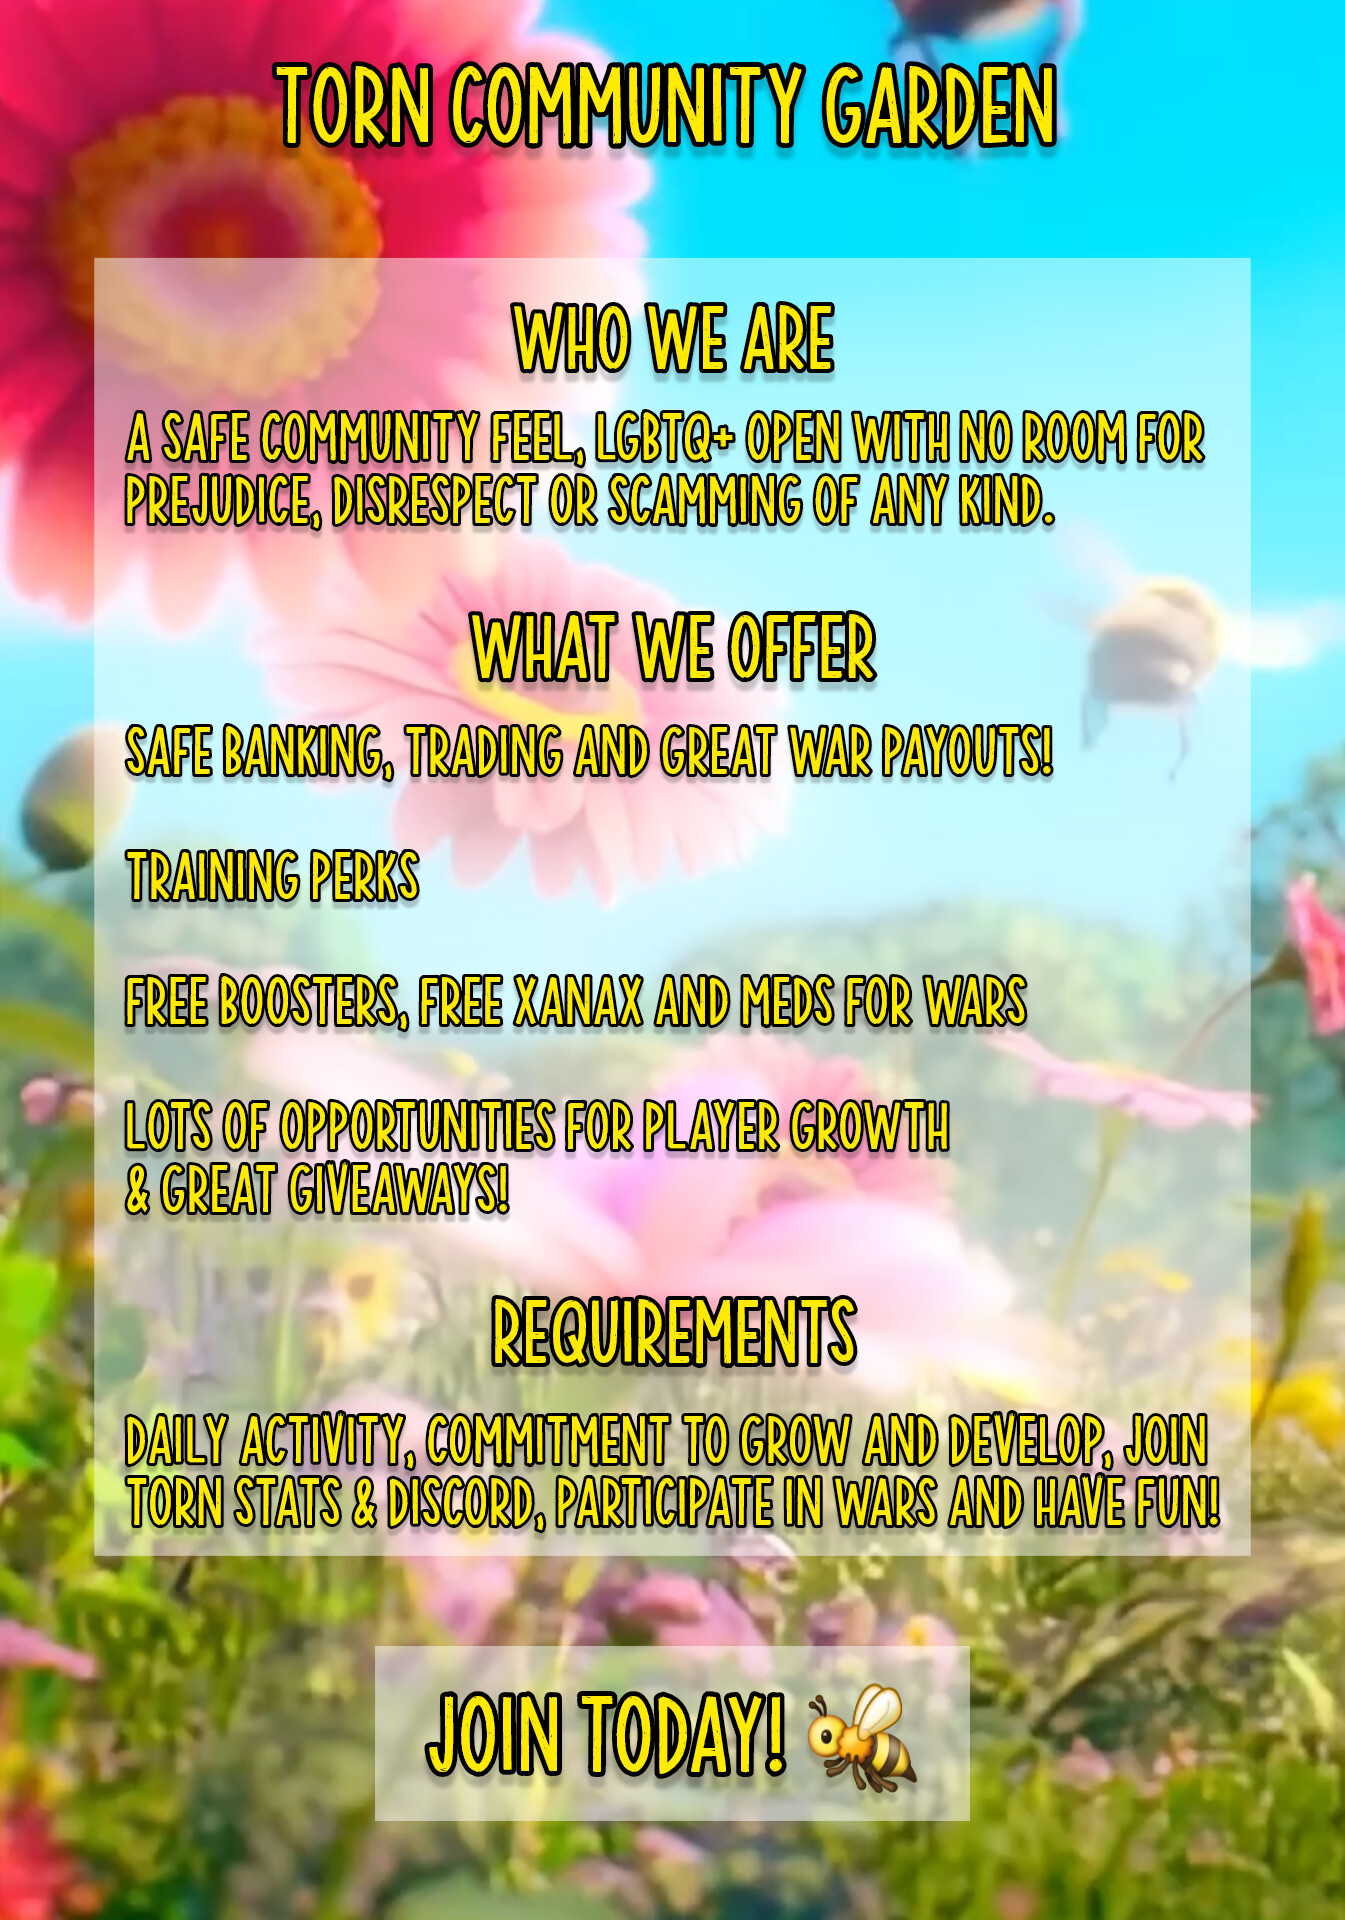 TORN COMMUNITY GARDEN
WHO WE ARE
A SAFE COMMUNITY FEEL, LGBTQ+ OPEN WITH NO ROOM FOR
PREJUDICE, DISRESPECT OR SCAMMING OF ANY KIND.
WHAT WE OFFER
SAFE BANKING, TRADING AND GREAT WAR PAYOUTS!
TRAINING PERKS
FREE BOOSTERS, FREE XANAX AND MEDS FOR WARS
LOTS OF OPPORTUNITIES FOR PLAYER GROWTH
& GREAT GIVEAWAYS!
REQUIREMENTS
DAILY ACTIVITY, COMMITMENT TO GROW AND DEVELOP, JOIN
TORN STATS & DISCORD, PARTICIPATE IN WARS AND HAVE FUN!
JOIN TODAY! 🐝